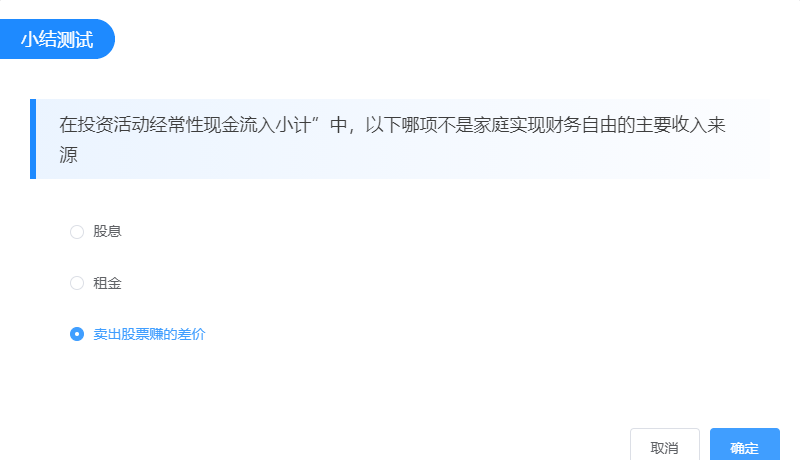 小结测试
在投资活动经常性现金流入小计”中，以下哪项不是家庭实现财务自由的主要收入来
源
股息
租金
卖出股票赚的差价
取消
确定